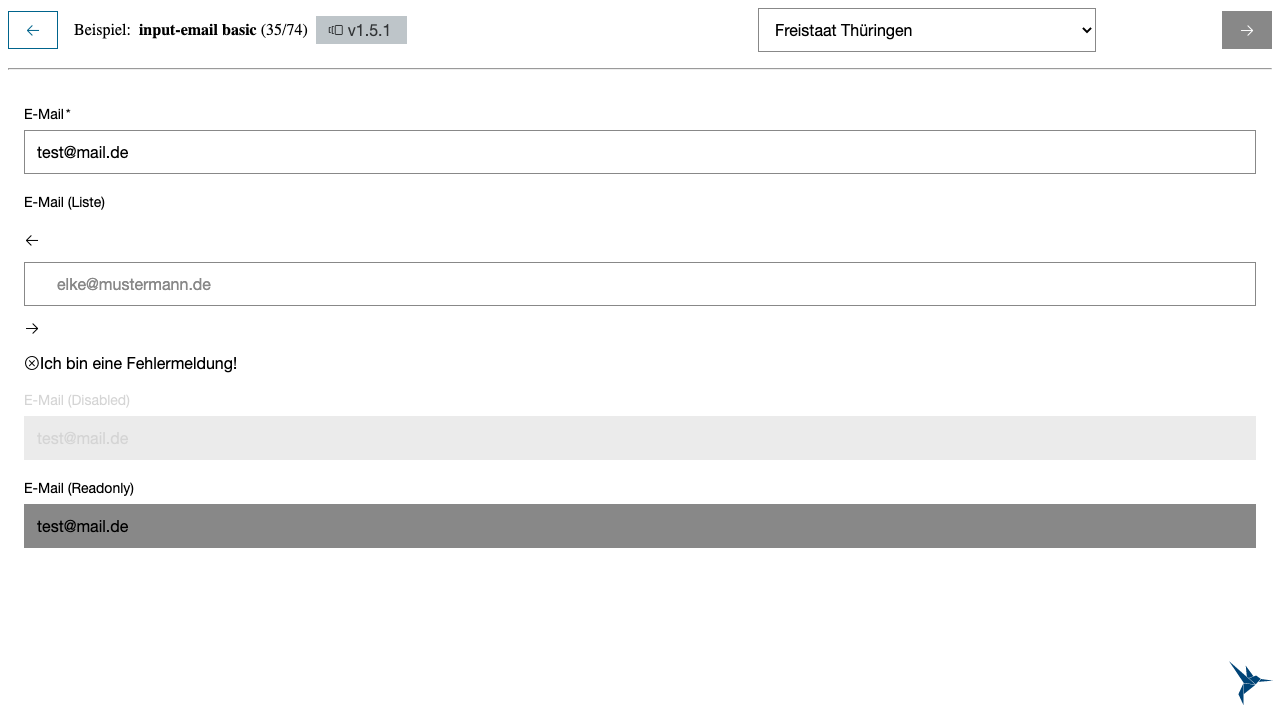 Beispiel: input-email basic (35/74) v1.5.1 Freistaat Thüringen
E-Mail*
test@mail.de
E-Mail (Liste)
elke@mustermann.de
Ich bin eine Fehlermeldung!
E-Mail (Disabled)
test@mail.de
E-Mail (Readonly)
test@mail.de